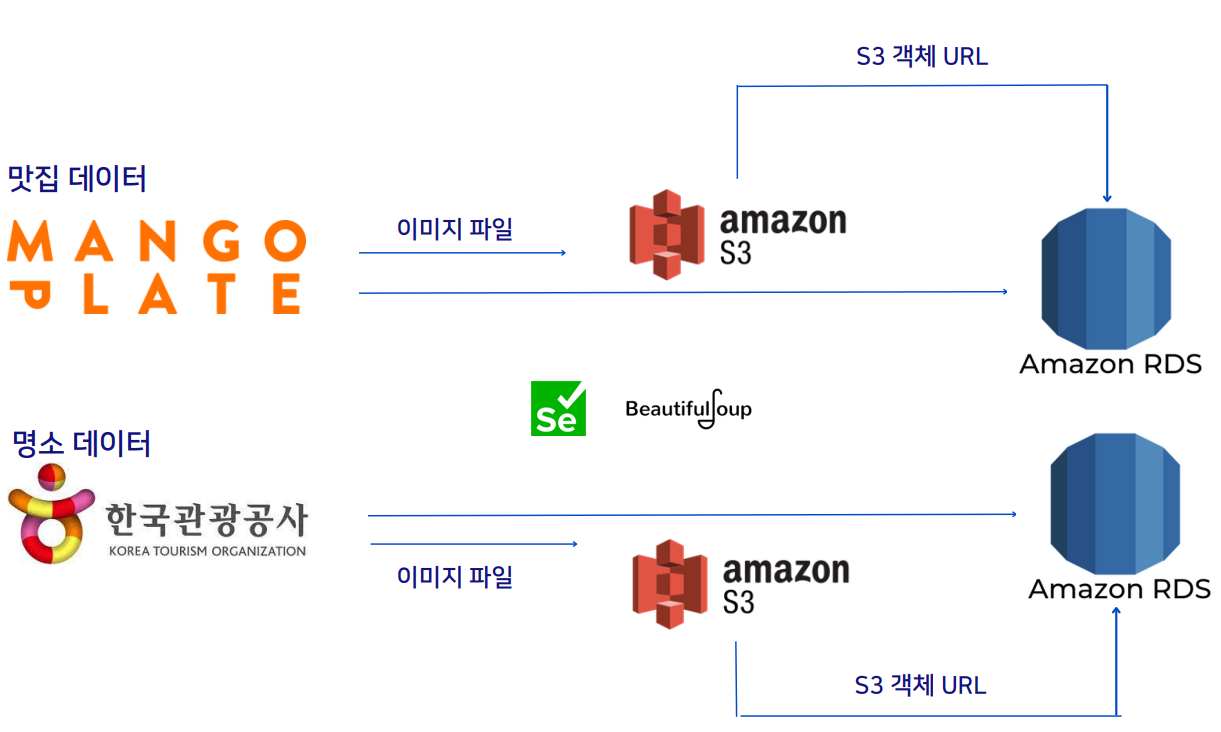 S3 객체 URL
맛집 데이터
MANGO
PLATE
이미지 파일
amazon
S3
Amazon RDS
Se
BeautifulSoup
명소 데이터
한국관광공사
KOREA TOURISM ORGANIZATION
이미지 파일
amazon
S3
Amazon RDS
S3 객체 URL